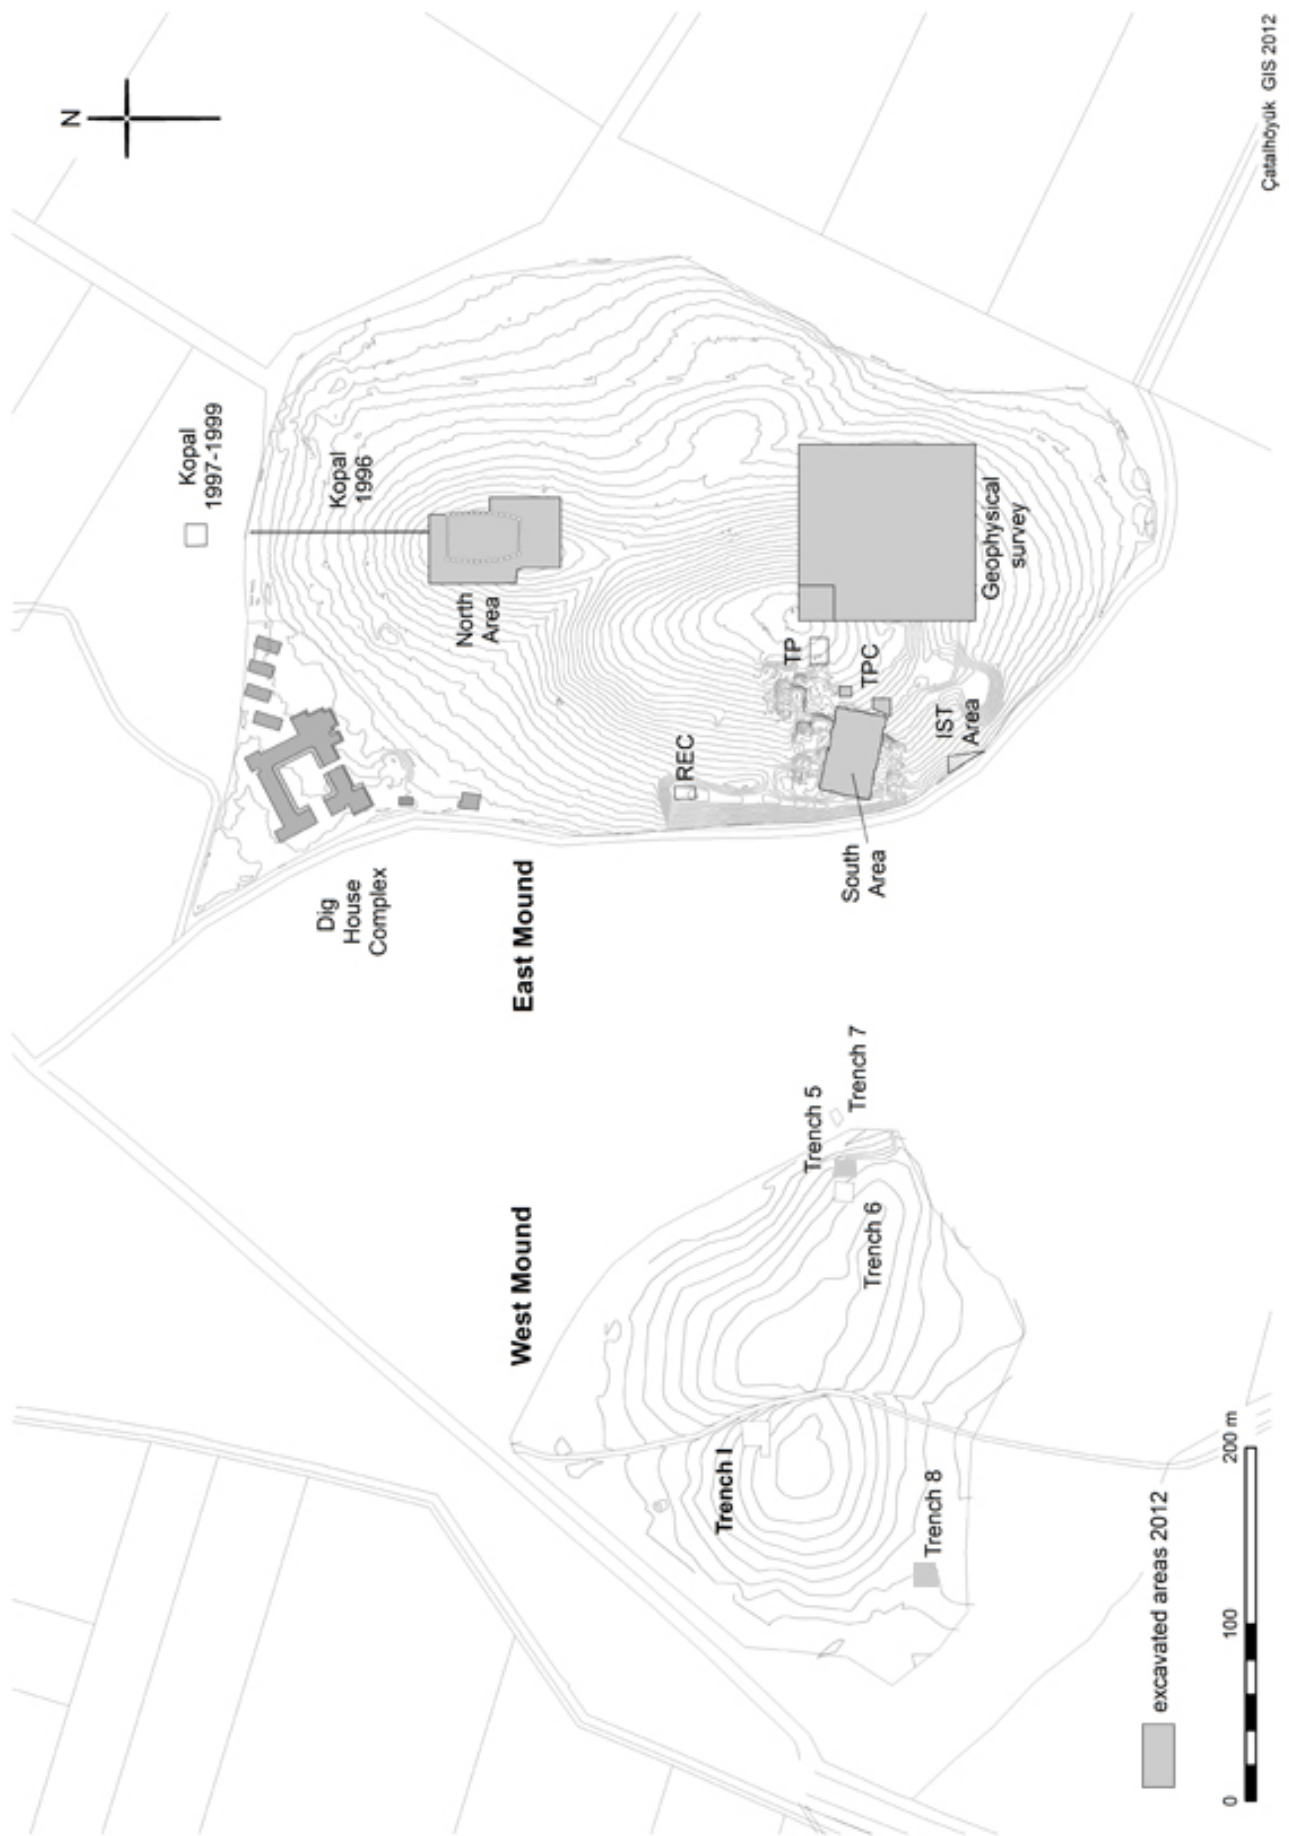 N
Çatalhöyük GIS 2012
Kopal
1997-1999
Kopal
1996
North
Area
Geophysical
survey
TP
TPC
IST
Area
REC
South
Area
Dig
House
Complex
East Mound
West Mound
Trench 5
Trench 7
Trench 6
Trench I
Trench 8
excavated areas 2012
0
100
200 m